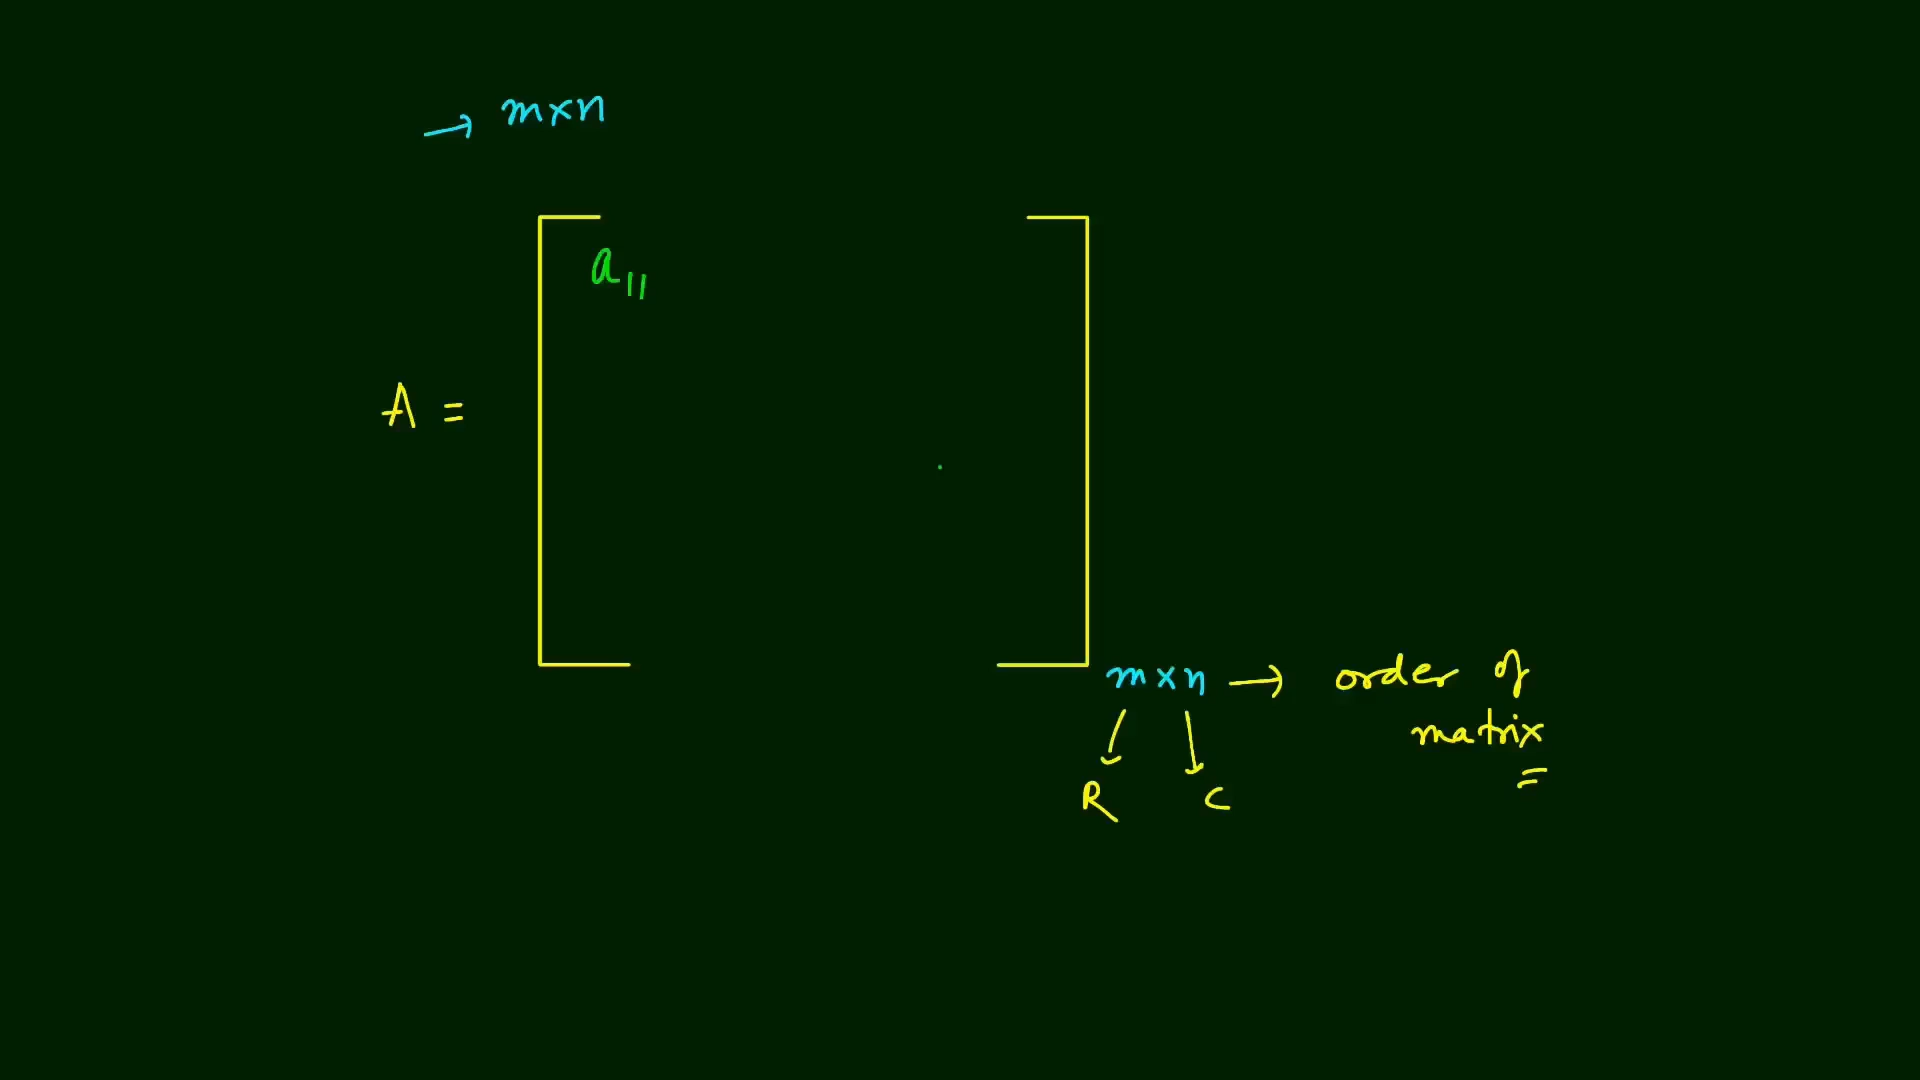 → m×n
a₁₁
A =
m×n → order of
matrix
R C